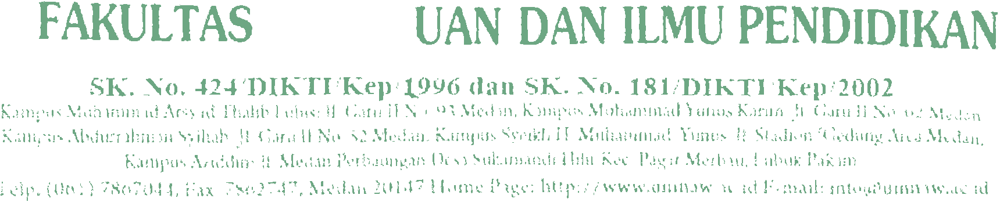 FAKULTAS UAN DAN ILMU PENDIDIKAN
SK. No. 424/DIKTI/Kep/1996 dan SK. No. 181/DIKTI/Kep/2002
Kampus Muhammad Arsyad Thalib Lubis: Jl Garu II No 93 Medan, Kampus Muhammad Yunus Karim Jl Garu II No 02 Medan
Kampus Abdurrahman Syihab Jl Garu II No 52 Medan, Kampus Syeikh H Muhammad Yunus Jl Stadion/Gedung Arca Medan,
Kampus Aziddin Jl Medan Perbaungan Desa Sukamandi Hilir Kec Pagar Merbau, Lubuk Pakam
Telp. (061) 7867044, Fax 7862747, Medan 20147 Home Page: http://www.umnaw.ac.id E-mail: info@umnaw.ac.id